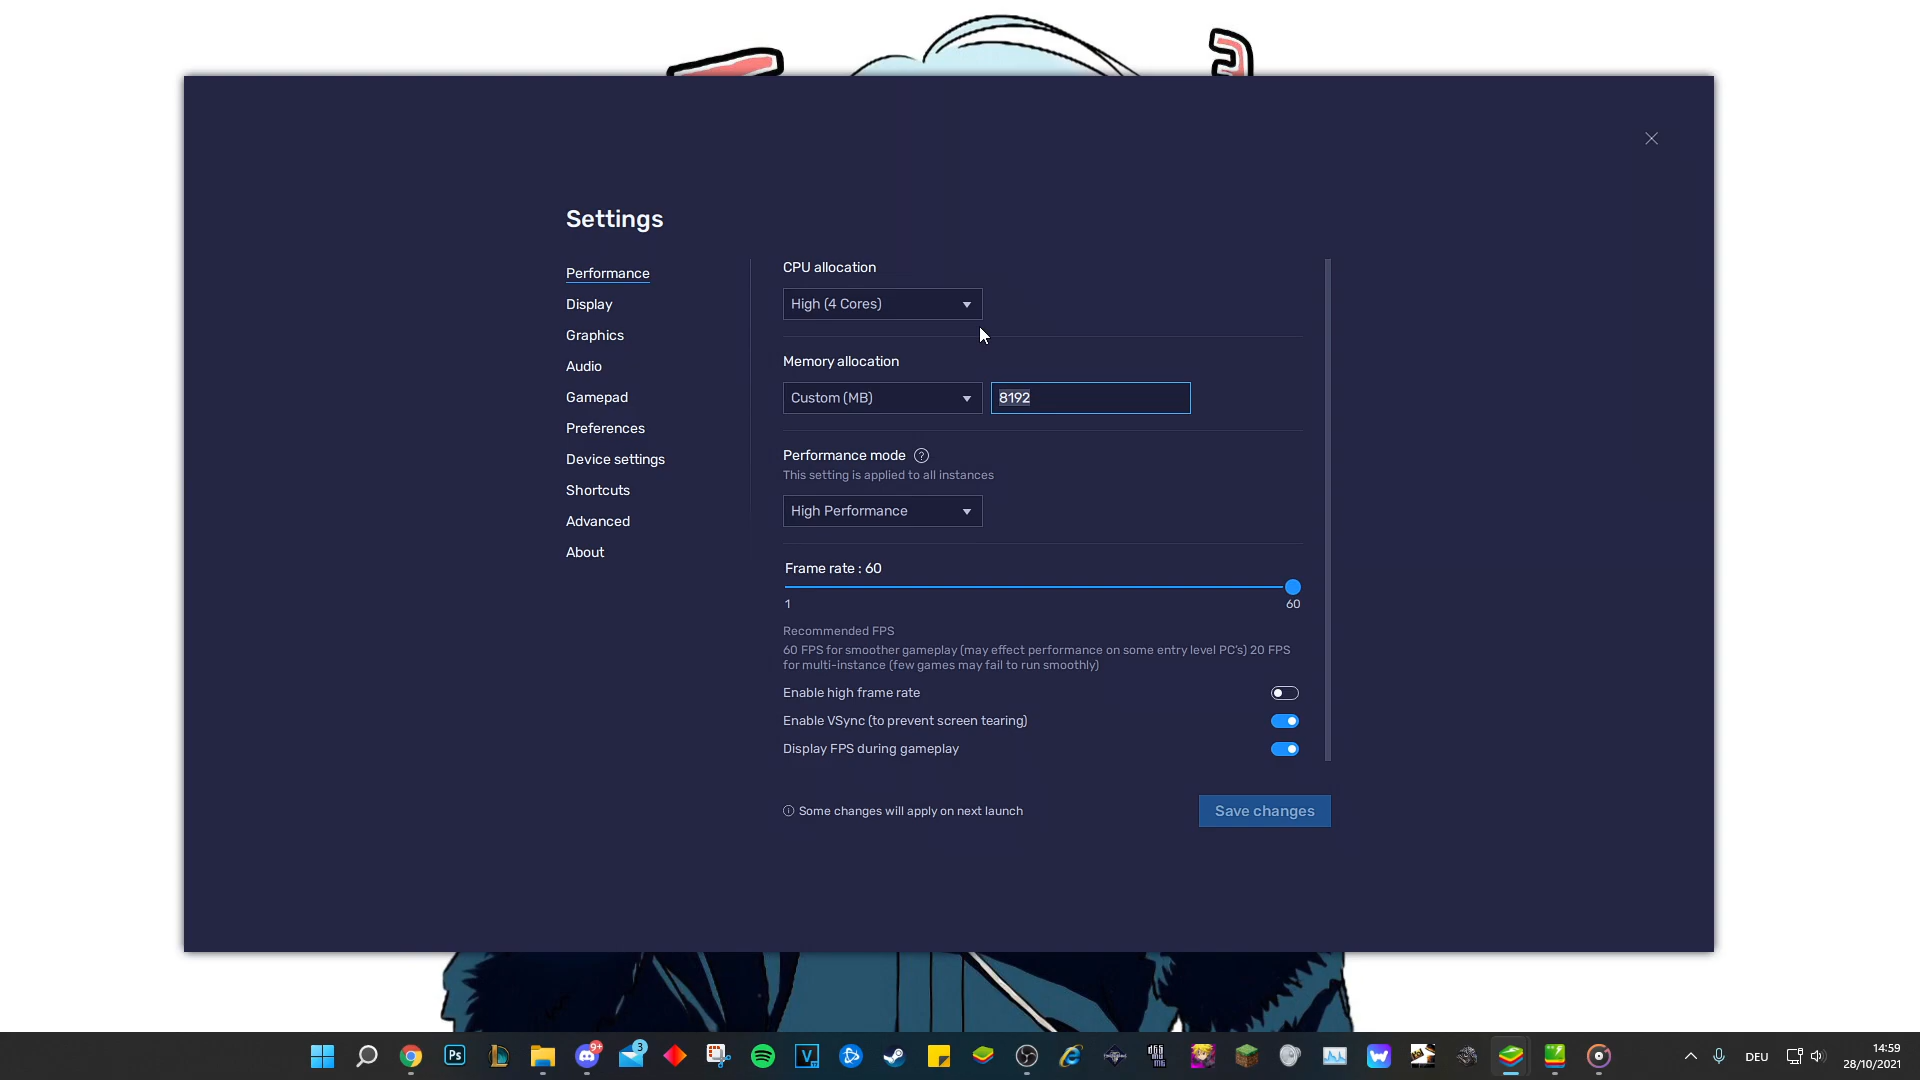 Settings
Performance
Display
Graphics
Audio
Gamepad
Preferences
Device settings
Shortcuts
Advanced
About
CPU allocation
High (4 Cores)
Memory allocation
Custom (MB)
8192
Performance mode ?
This setting is applied to all instances
High Performance
Frame rate : 60
1
60
Recommended FPS
60 FPS for smoother gameplay (may effect performance on some entry level PC's) 20 FPS
for multi-instance (few games may fail to run smoothly)
Enable high frame rate
Enable VSync (to prevent screen tearing)
Display FPS during gameplay
Some changes will apply on next launch
Save changes
Ps
9+
3
V
DEU
14:59
28/10/2021